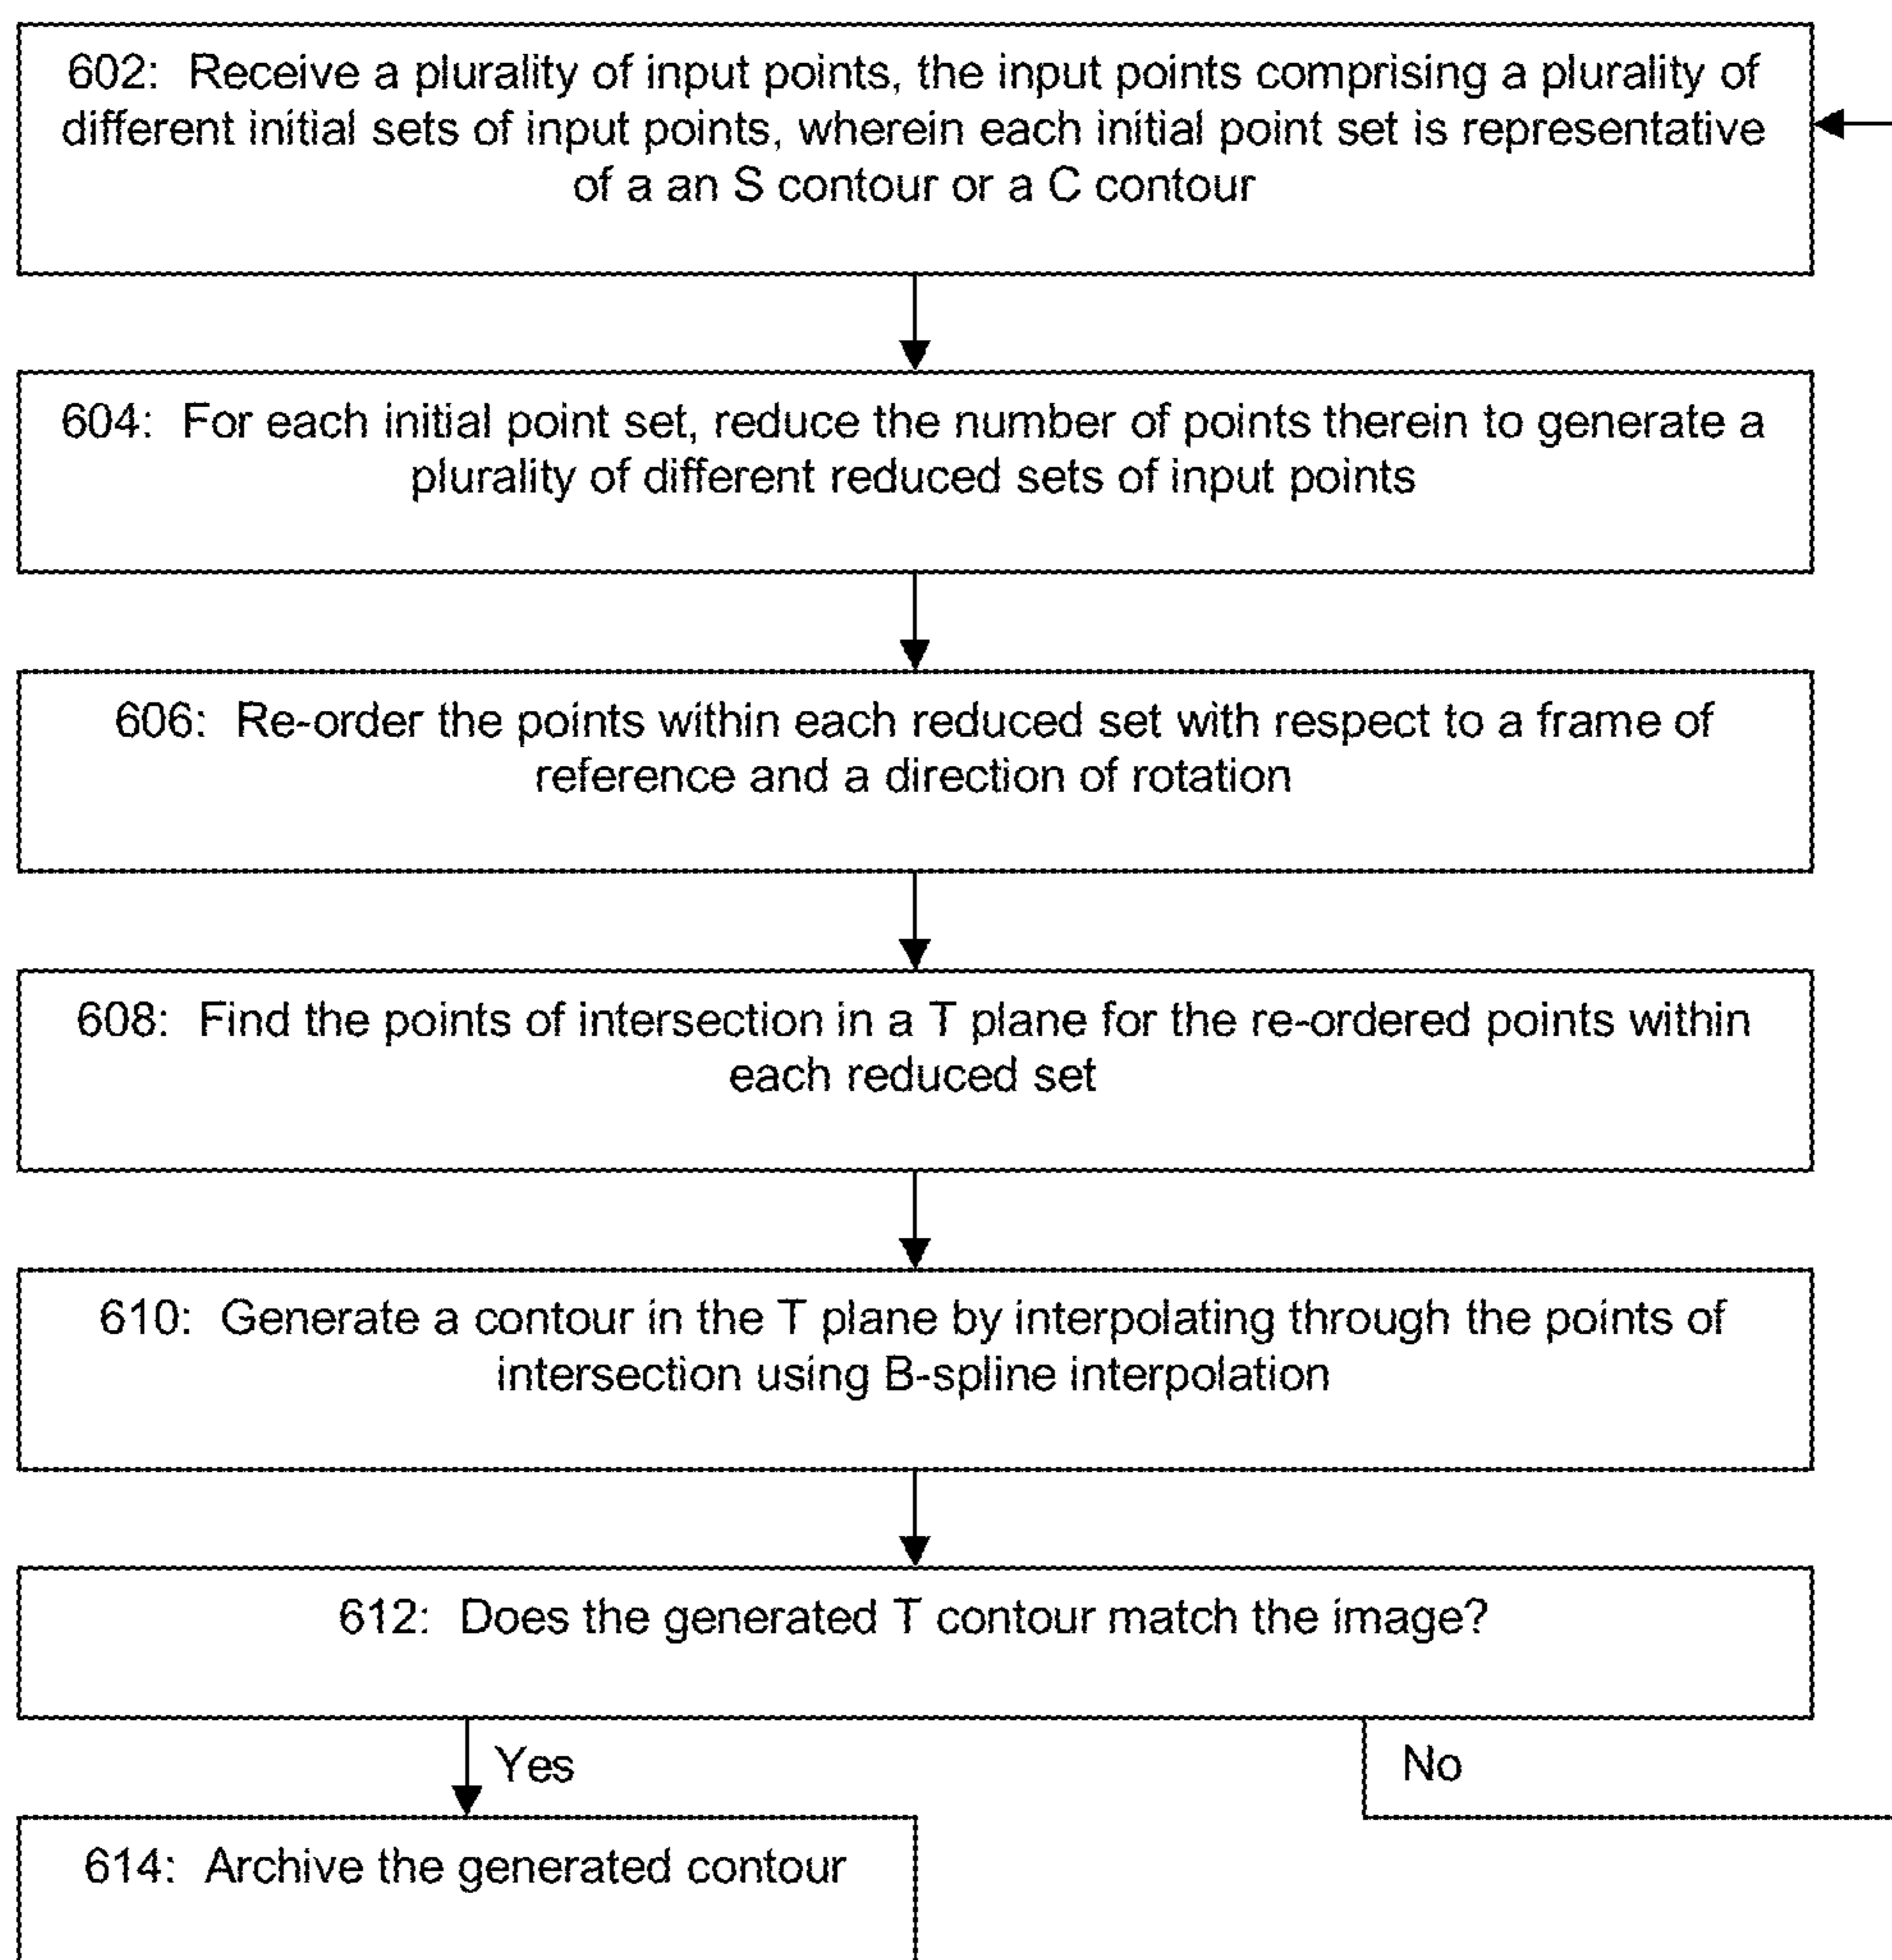 602: Receive a plurality of input points, the input points comprising a plurality of
different initial sets of input points, wherein each initial point set is representative
of a an S contour or a C contour
604: For each initial point set, reduce the number of points therein to generate a
plurality of different reduced sets of input points
606: Re-order the points within each reduced set with respect to a frame of
reference and a direction of rotation
608: Find the points of intersection in a T plane for the re-ordered points within
each reduced set
610: Generate a contour in the T plane by interpolating through the points of
intersection using B-spline interpolation
612: Does the generated T contour match the image?
Yes
No
614: Archive the generated contour